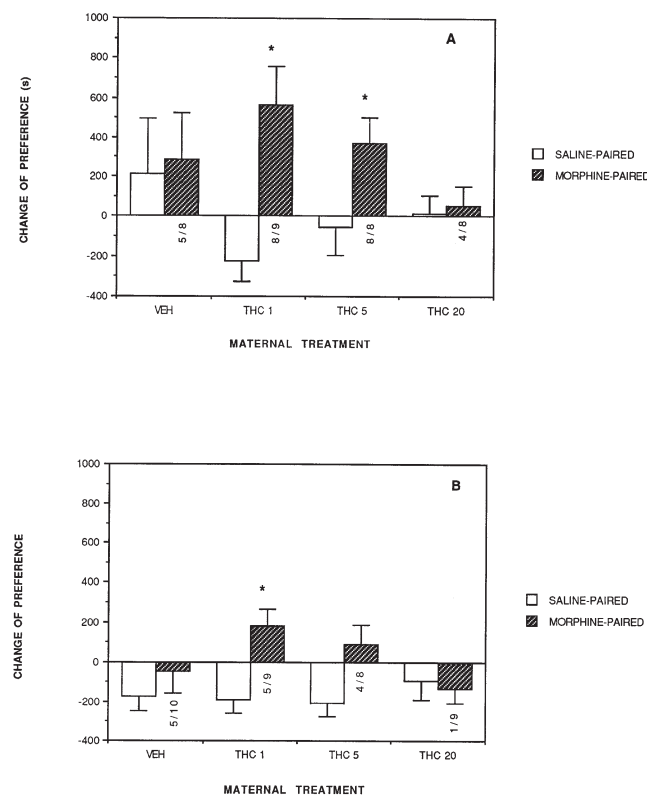 1000
A
800
*
600
*
400
SALINE-PAIRED
MORPHINE-PAIRED
200
0
5/8
8/9
8/8
4/8
-200
-400
CHANGE OF PREFERENCE (s)
VEH THC 1 THC 5 THC 20
MATERNAL TREATMENT
1000
B
800
600
*
400
SALINE-PAIRED
MORPHINE-PAIRED
200
0
5/10
5/9
4/8
1/9
-200
-400
CHANGE OF PREFERENCE
VEH THC 1 THC 5 THC 20
MATERNAL TREATMENT